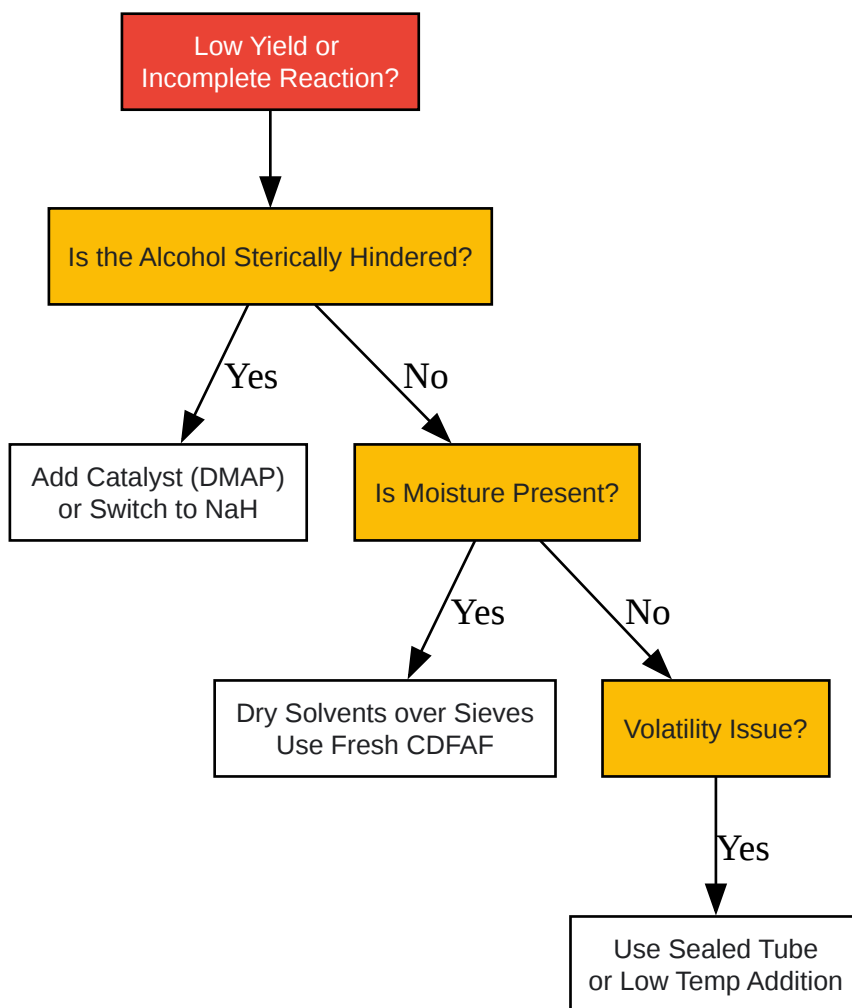 Low Yield or
Incomplete Reaction?
Is the Alcohol Sterically Hindered?
Yes
No
Add Catalyst (DMAP)
or Switch to NaH
Is Moisture Present?
Yes
No
Dry Solvents over Sieves
Use Fresh CDFAF
Volatility Issue?
Yes
Use Sealed Tube
or Low Temp Addition